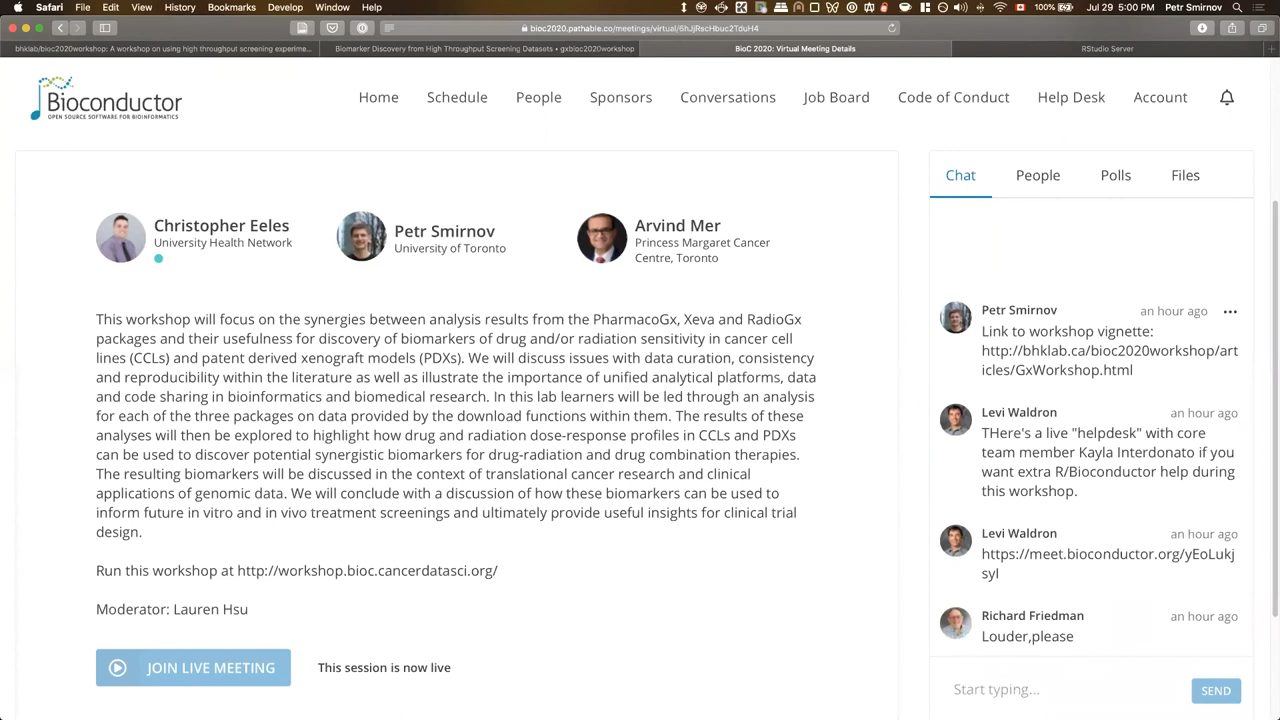 Safari File Edit View History Bookmarks Develop Window Help
100% Jul 29 5:00:02 Petr Smirnov
bioc2020.pathable.co/meetings/virtual/6hJjRscHbuc2TduH4
bhklab/bioc2020workshop: A workshop on using high throughput screening experime...
Biomarker Discovery from High Throughput Screening Datasets • gxbioc2020workshop
BioC 2020: Virtual Meeting Details
RStudio Server
Bioconductor
OPEN SOURCE SOFTWARE FOR BIOINFORMATICS
Home Schedule People Sponsors Conversations Job Board Code of Conduct Help Desk Account
Christopher Eeles
University Health Network
Petr Smirnov
University of Toronto
Arvind Mer
Princess Margaret Cancer
Centre, Toronto
This workshop will focus on the synergies between analysis results from the PharmacoGx, Xeva and RadioGx
packages and their usefulness for discovery of biomarkers of drug and/or radiation sensitivity in cancer cell
lines (CCLs) and patent derived xenograft models (PDXs). We will discuss issues with data curation, consistency
and reproducibility within the literature as well as illustrate the importance of unified analytical platforms, data
and code sharing in bioinformatics and biomedical research. In this lab learners will be led through an analysis
for each of the three packages on data provided by the download functions within them. The results of these
analyses will then be explored to highlight how drug and radiation dose-response profiles in CCLs and PDXs
can be used to discover potential synergistic biomarkers for drug-radiation and drug combination therapies.
The resulting biomarkers will be discussed in the context of translational cancer research and clinical
applications of genomic data. We will conclude with a discussion of how these biomarkers can be used to
inform future in vitro and in vivo treatment screenings and ultimately provide useful insights for clinical trial
design.
Run this workshop at http://workshop.bioc.cancerdatasci.org/
Moderator: Lauren Hsu
JOIN LIVE MEETING This session is now live
Chat People Polls Files
Petr Smirnov an hour ago
Link to workshop vignette:
http://bhklab.ca/bioc2020workshop/art
icles/GxWorkshop.html
Levi Waldron an hour ago
THere's a live "helpdesk" with core
team member Kayla Interdonato if you
want extra R/Bioconductor help during
this workshop.
Levi Waldron an hour ago
https://meet.bioconductor.org/yEoLukj
syl
Richard Friedman an hour ago
Louder,please
Start typing... SEND